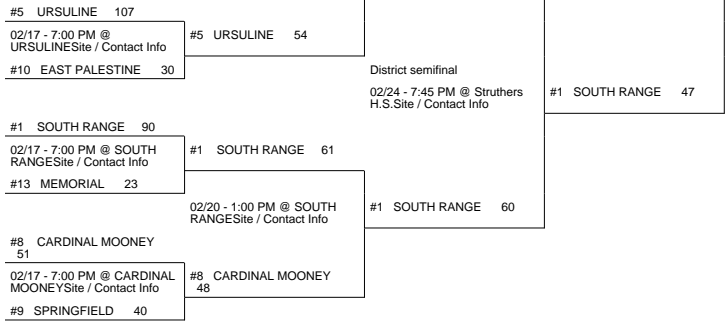 #5 URSULINE 107
02/17 - 7:00 PM @
URSULINESite / Contact Info
#5 URSULINE 54
#10 EAST PALESTINE 30
District semifinal
02/24 - 7:45 PM @ Struthers
H.S.Site / Contact Info
#1 SOUTH RANGE 47
#1 SOUTH RANGE 90
02/17 - 7:00 PM @ SOUTH
RANGESite / Contact Info
#1 SOUTH RANGE 61
#13 MEMORIAL 23
02/20 - 1:00 PM @ SOUTH
RANGESite / Contact Info
#1 SOUTH RANGE 60
#8 CARDINAL MOONEY
51
02/17 - 7:00 PM @ CARDINAL
MOONEYSite / Contact Info
#8 CARDINAL MOONEY
48
#9 SPRINGFIELD 40